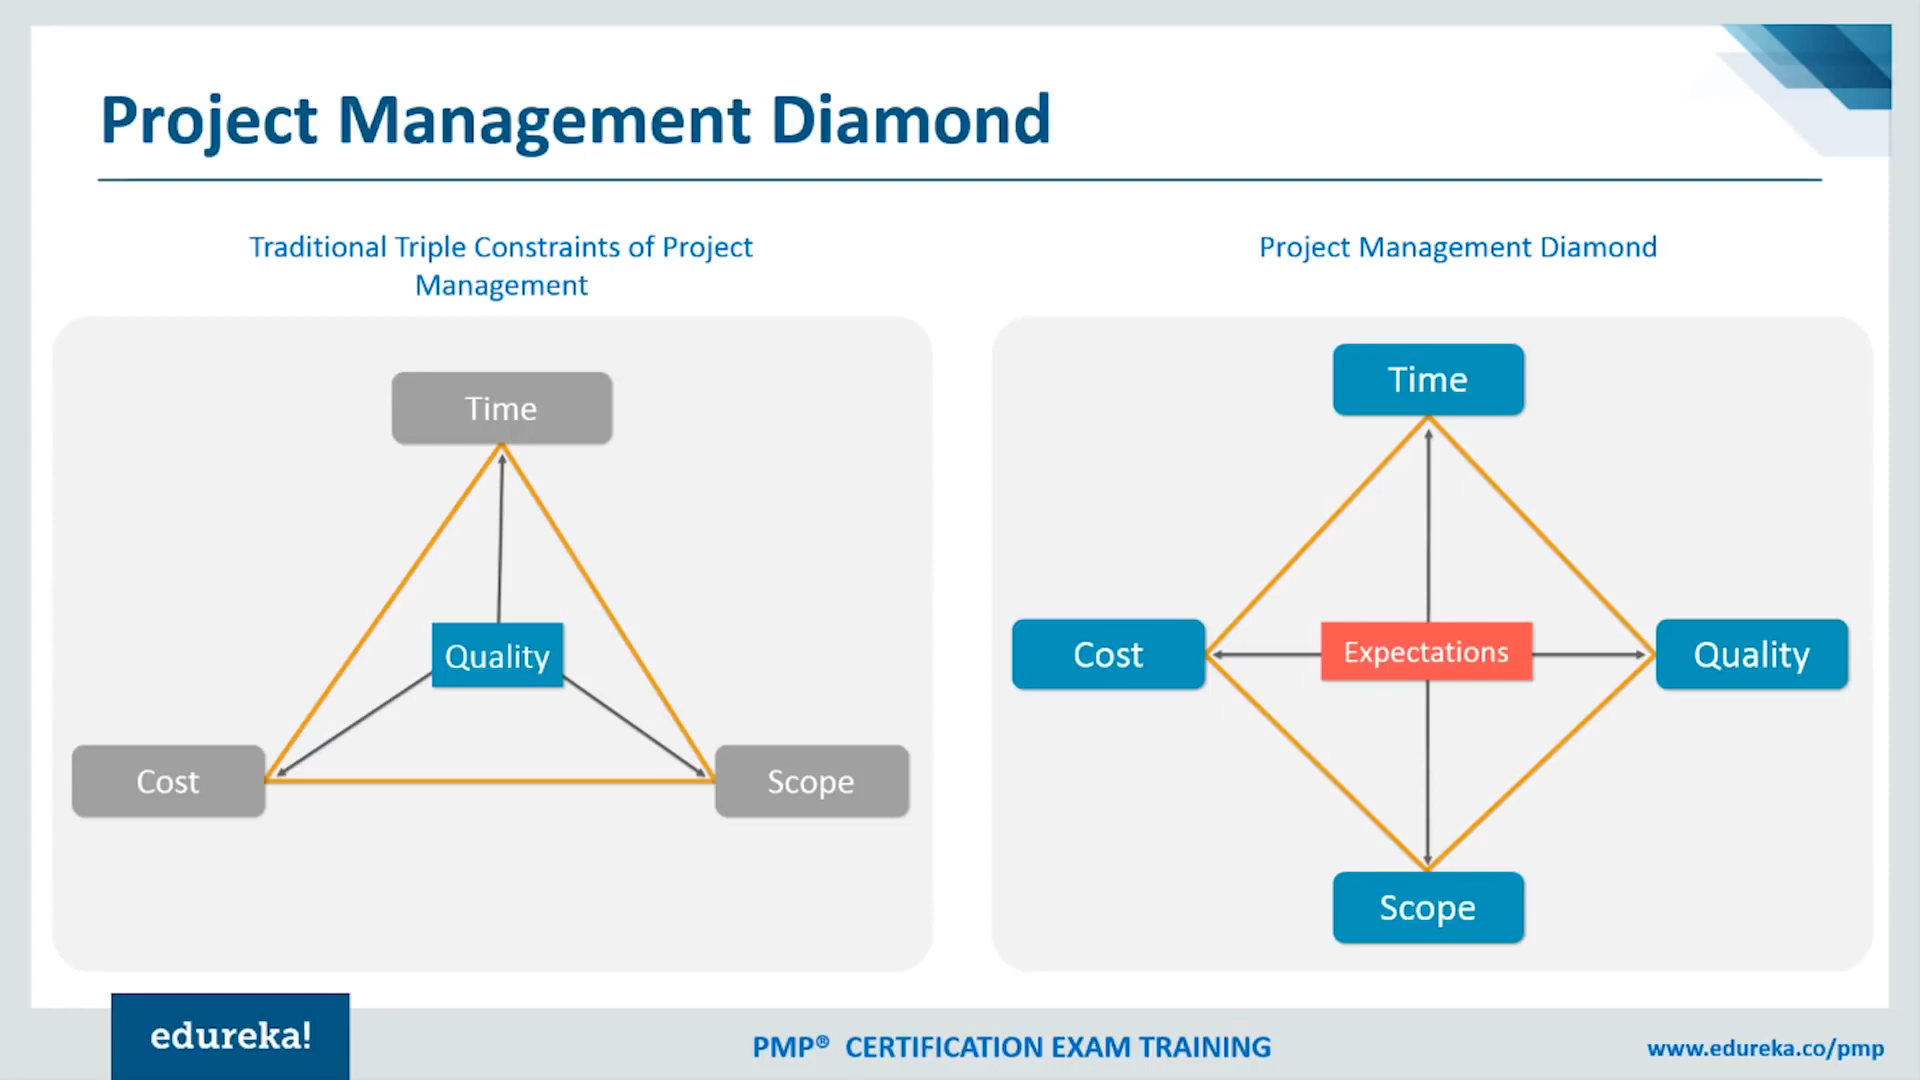 Project Management Diamond
Traditional Triple Constraints of Project
Management
Time
Quality
Cost
Scope
Project Management Diamond
Time
Cost
Expectations
Quality
Scope
edureka!
PMP® CERTIFICATION EXAM TRAINING
www.edureka.co/pmp